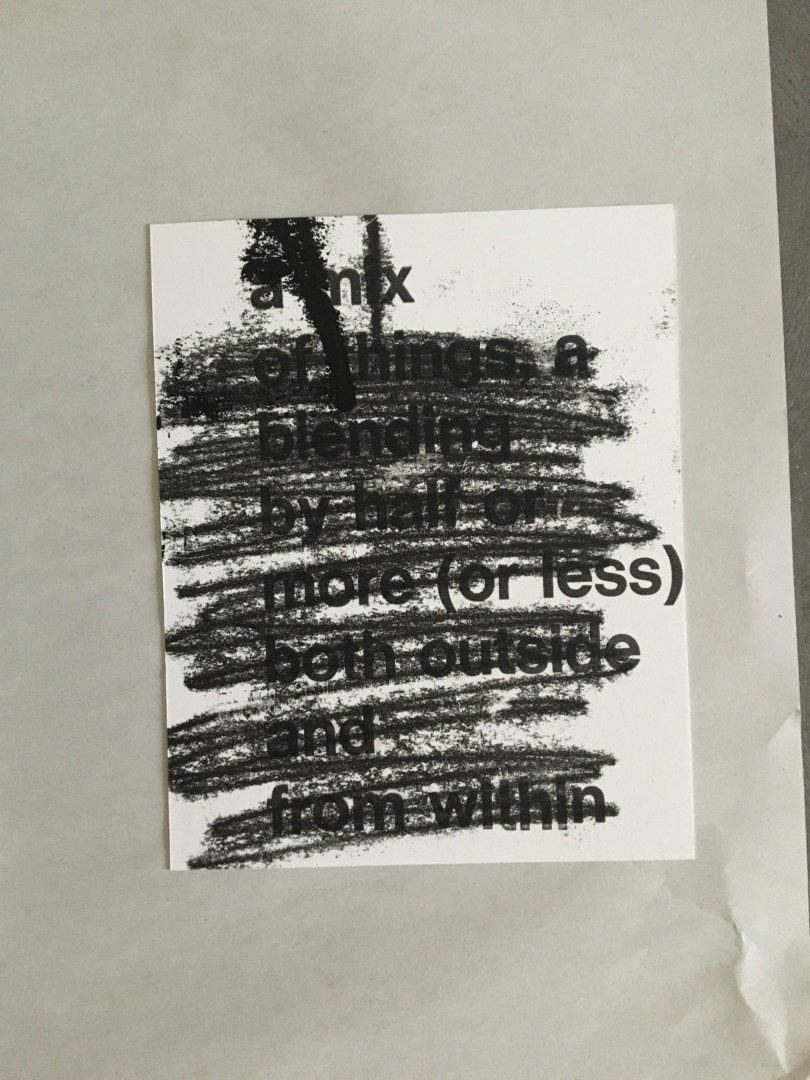 a mix
of things, a
blending
by half or
more (or less)
both outside
and
from within